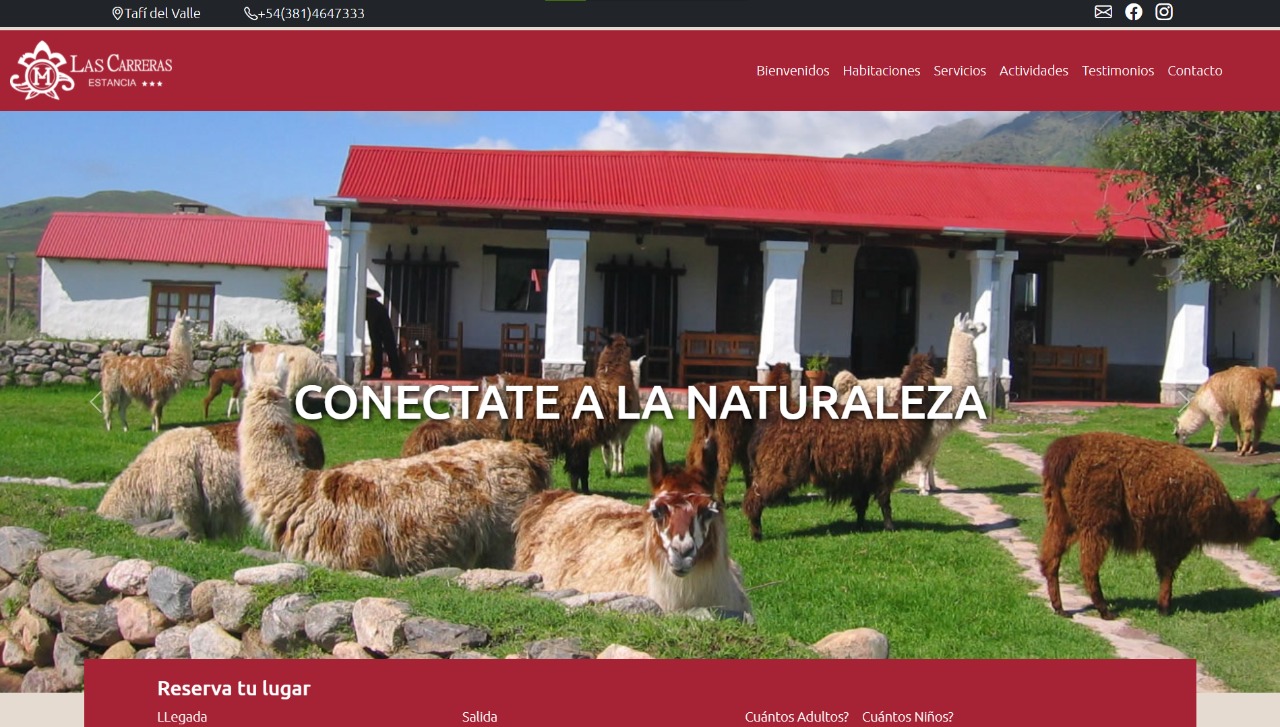 Tafí del Valle +54(381)4647333
LAS CARRERAS
ESTANCIA ★★★
M
Bienvenidos Habitaciones Servicios Actividades Testimonios Contacto
CONECTATE A LA NATURALEZA
Reserva tu lugar
LLegada Salida Cuántos Adultos? Cuántos Niños?